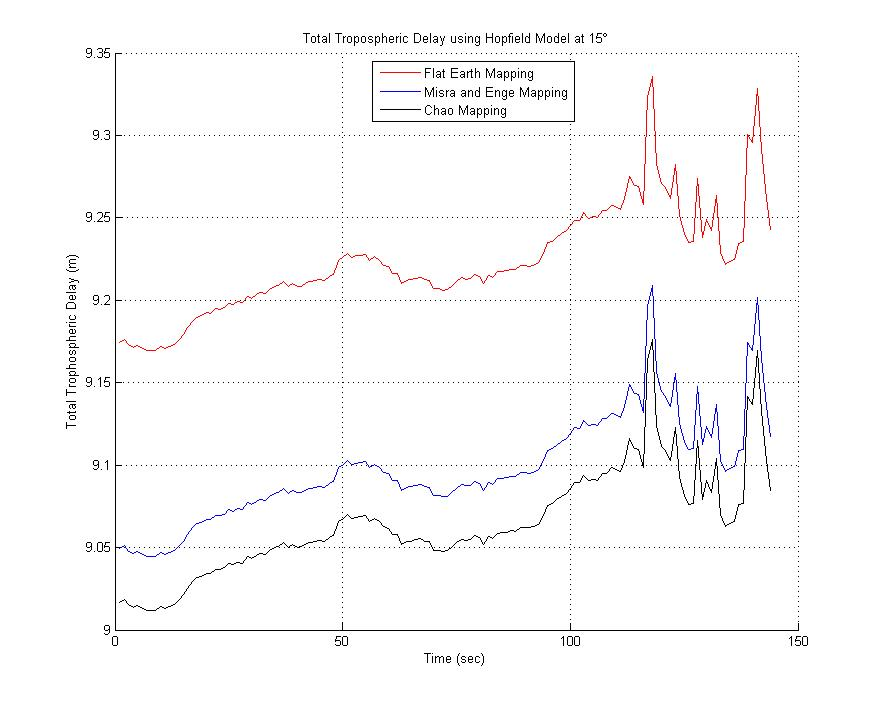 Total Tropospheric Delay using Hopfield Model at 15°
Flat Earth Mapping
Misra and Enge Mapping
Chao Mapping
Total Trophospheric Delay (m)
9.35
9.3
9.25
9.2
9.15
9.1
9.05
9
0
50
100
150
Time (sec)